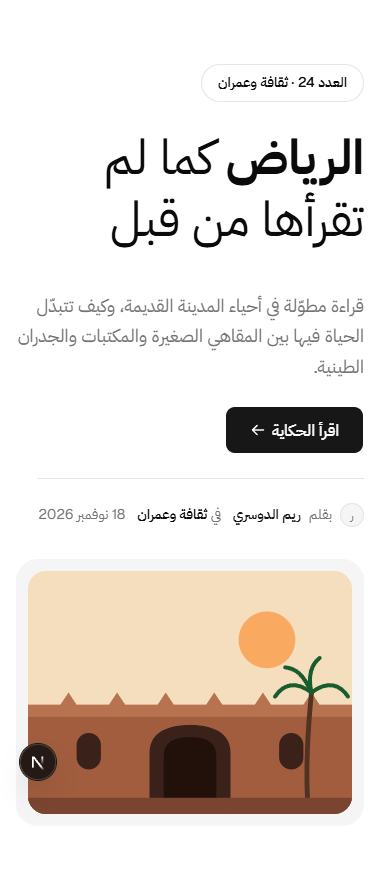 العدد 24 · ثقافة وعمران
الرياض كما لم
تقرأها من قبل
قراءة مطوّلة في أحياء المدينة القديمة، وكيف تتبدّل
الحياة فيها بين المقاهي الصغيرة والمكتبات والجدران
الطينية.
اقرأ الحكاية ←
ر بقلم ريم الدوسري في ثقافة وعمران 18 نوفمبر 2026
N